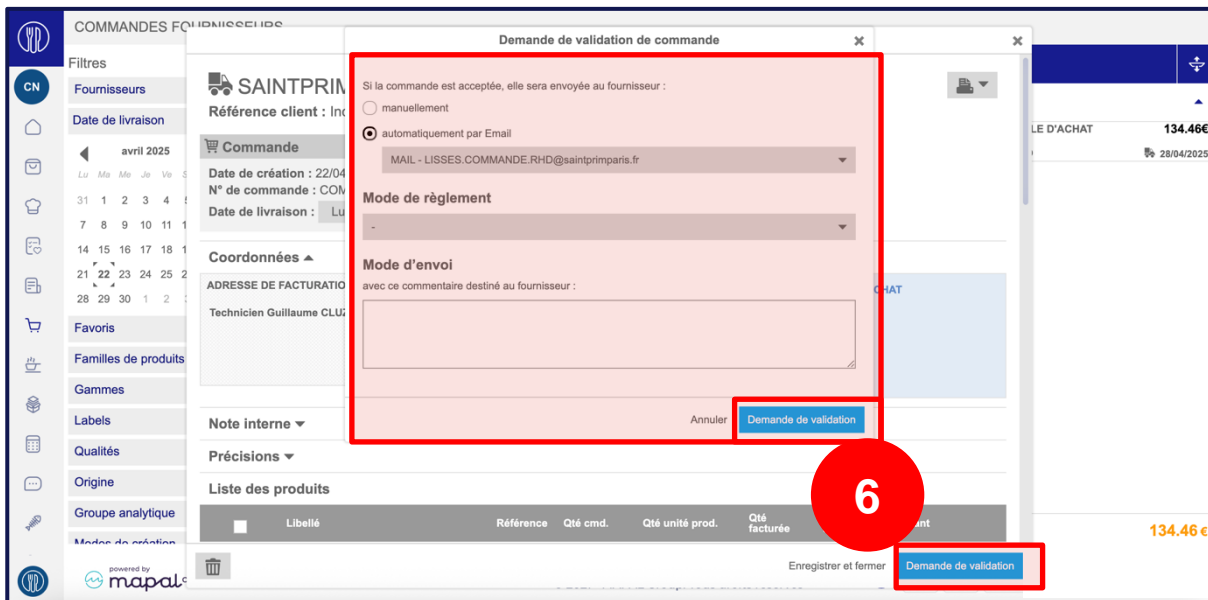 COMMANDES FOURNISSEURS
Demande de validation de commande
Filtres
CN
Fournisseurs
Date de livraison
avril 2025
Lu Ma Me Je Ve S
31 1 2 3 4
7 8 9 10 11 1
14 15 16 17 18 1
21 22 23 24 25 2
28 29 30 1 2
Favoris
Familles de produits
Gammes
Labels
Qualités
Origine
Groupe analytique
Modes de création
powered by
mapal
SAINTPRIM
Référence client : Inc
Commande
Date de création : 22/04
N° de commande : COM
Date de livraison : Lu
Coordonnées
ADRESSE DE FACTURATIO
Technicien Guillaume CLUZ
Note interne
Précisions
Liste des produits
Libellé Référence Qté cmd. Qté unité prod. Qté facturée
Enregistrer et fermer Demande de validation
Si la commande est acceptée, elle sera envoyée au fournisseur :
manuellement
automatiquement par Email
MAIL - LISSES.COMMANDE.RHD@saintprimparis.fr
Mode de règlement
-
Mode d'envoi
avec ce commentaire destiné au fournisseur :
Annuler Demande de validation
6
LE D'ACHAT 134.46€
28/04/2025
CHAT
134.46 €